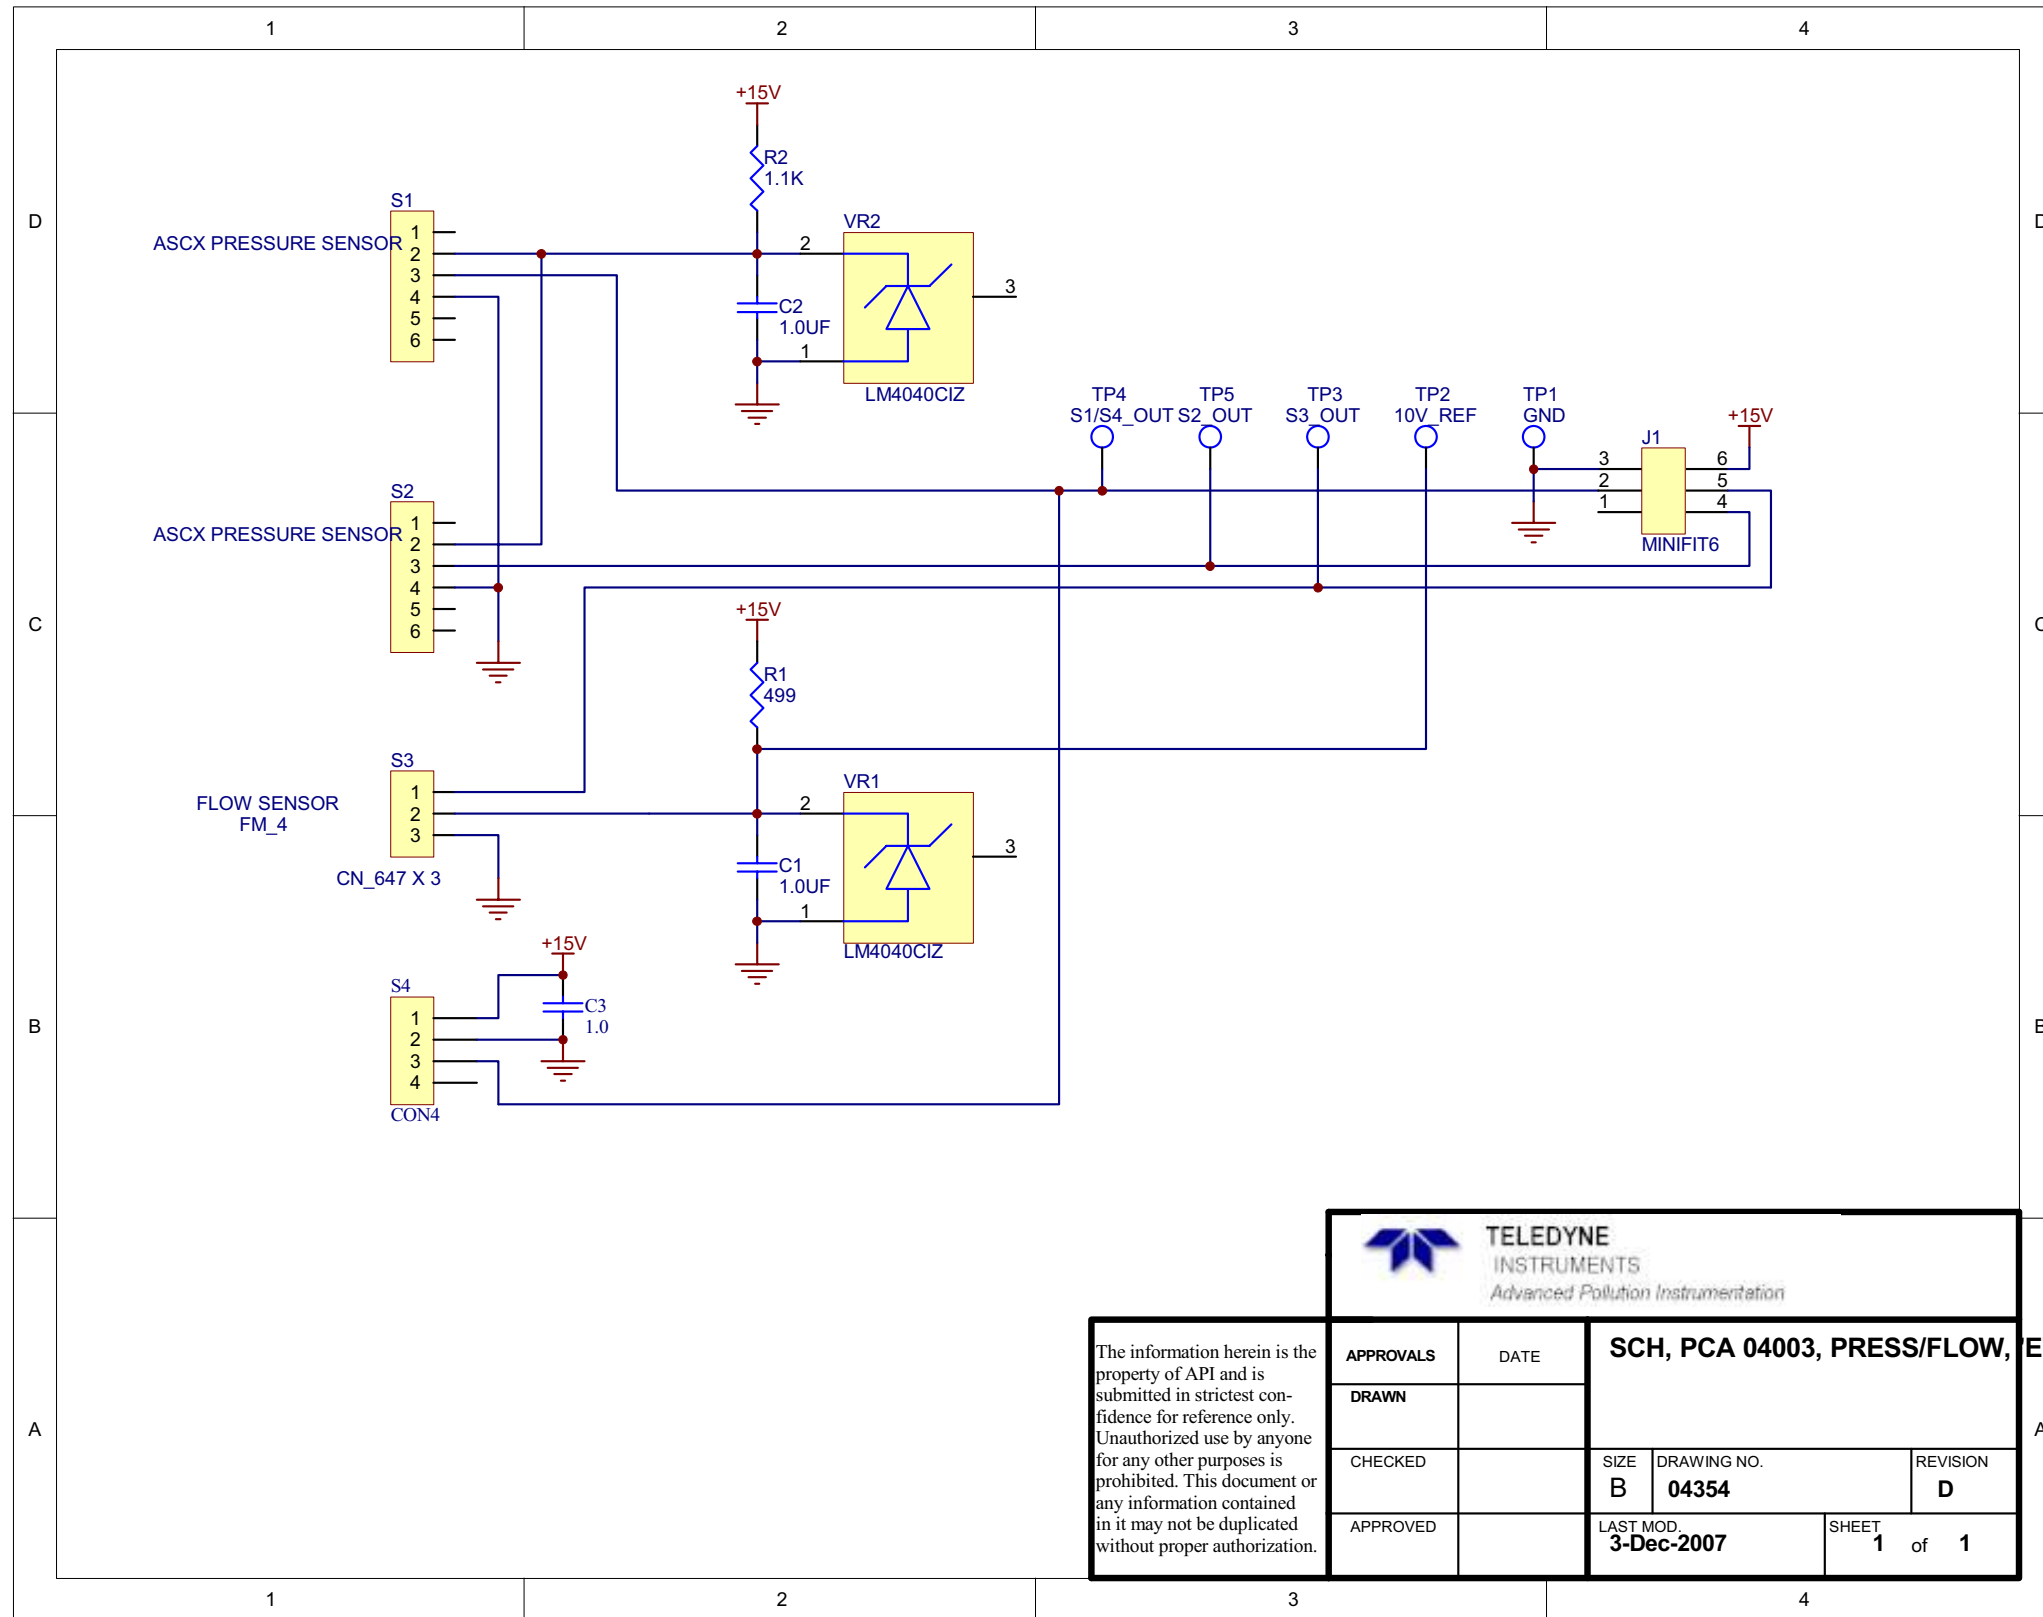 1 2 3 4
+15V
R2
1.1K
S1
VR2
D
D
ASCX PRESSURE SENSOR
1
2
3
4
5
6
2
3
C2
1.0UF
1
LM4040CIZ
TP4
S1/S4_OUT
TP5
S2_OUT
TP3
S3_OUT
TP2
10V_REF
TP1
GND
+15V
J1
3
2
1
6
5
4
MINIFIT6
S2
ASCX PRESSURE SENSOR
1
2
3
4
5
6
C
C
+15V
R1
499
S3
VR1
FLOW SENSOR
FM_4
1
2
3
CN_647 X 3
2
3
C1
1.0UF
1
LM4040CIZ
+15V
S4
C3
1.0
1
2
3
4
CON4
B
B
TELEDYNE
INSTRUMENTS
Advanced Pollution Instrumentation
The information herein is the
property of API and is
submitted in strictest con-
fidence for reference only.
Unauthorized use by anyone
for any other purposes is
prohibited. This document or
any information contained
in it may not be duplicated
without proper authorization.
APPROVALS DATE
DRAWN
CHECKED
APPROVED
SCH, PCA 04003, PRESS/FLOW, 'E
SIZE
B
DRAWING NO.
04354
REVISION
D
LAST MOD.
3-Dec-2007
SHEET
1 of 1
A
A
1 2 3 4